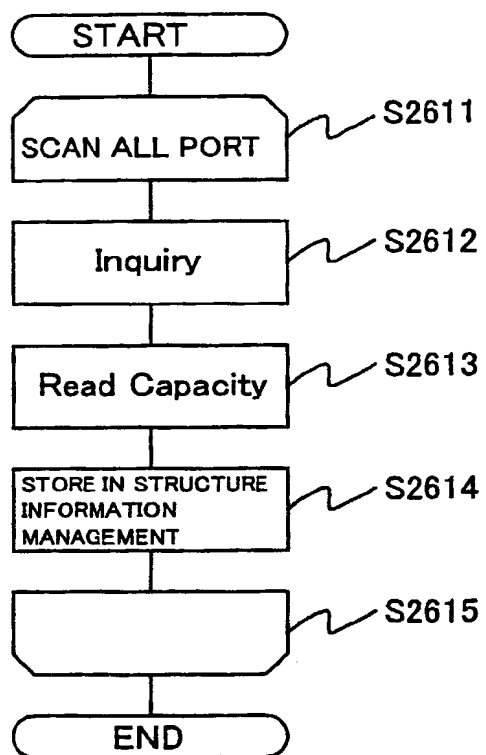 START
SCAN ALL PORT
S2611
Inquiry
S2612
Read Capacity
S2613
STORE IN STRUCTURE
INFORMATION
MANAGEMENT
S2614
S2615
END